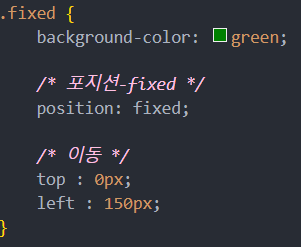 .fixed {
background-color: green;
/* 포지션-fixed */
position: fixed;
/* 이동 */
top : 0px;
left : 150px;
}